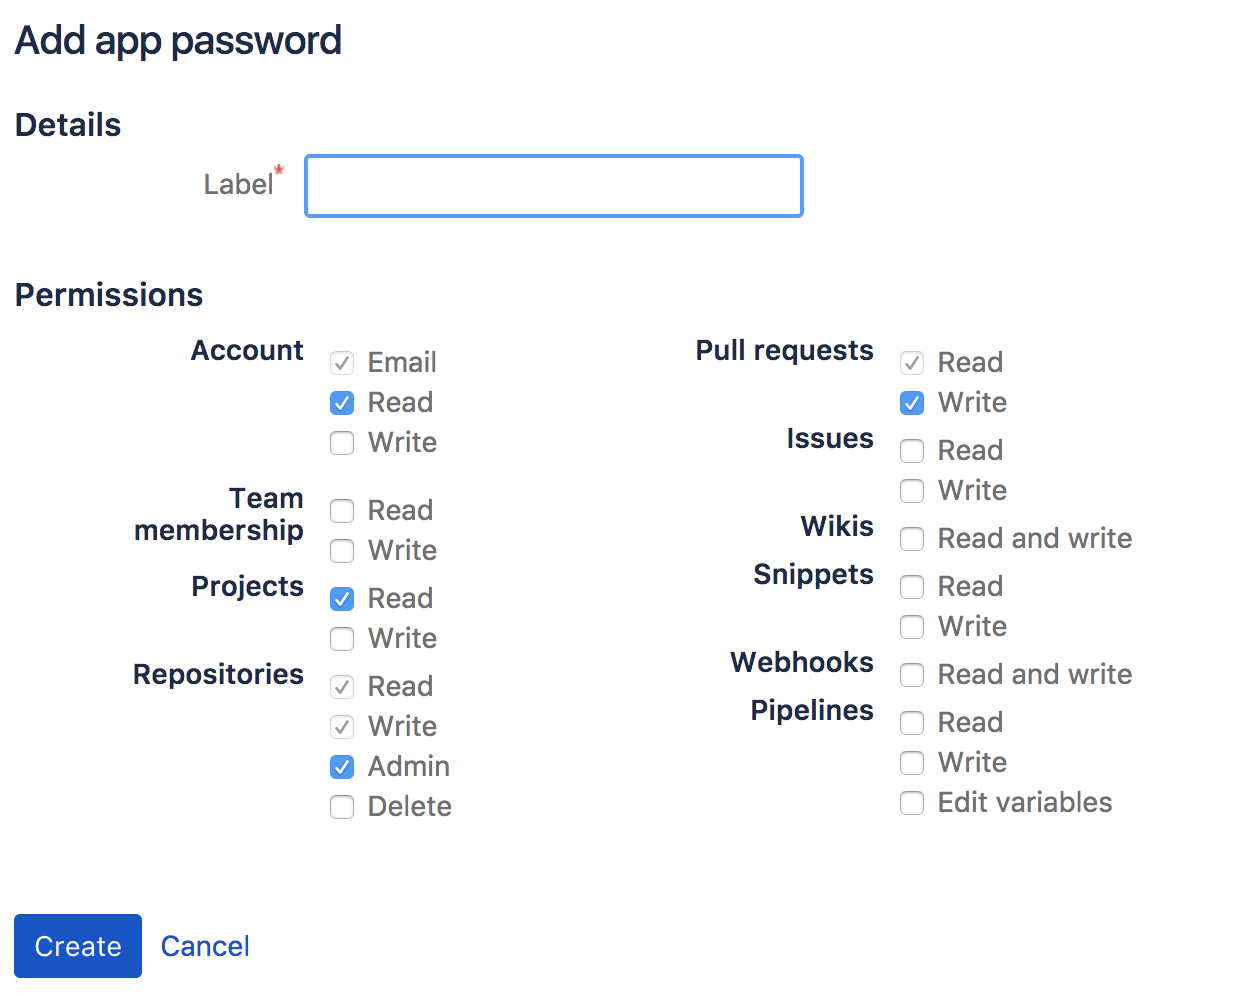 Add app password
Details
Label*
Permissions
Account
Email
Read
Write
Team
membership
Read
Write
Projects
Read
Write
Repositories
Read
Write
Admin
Delete
Pull requests
Read
Write
Issues
Read
Write
Wikis
Read and write
Snippets
Read
Write
Webhooks
Read and write
Pipelines
Read
Write
Edit variables
Create Cancel